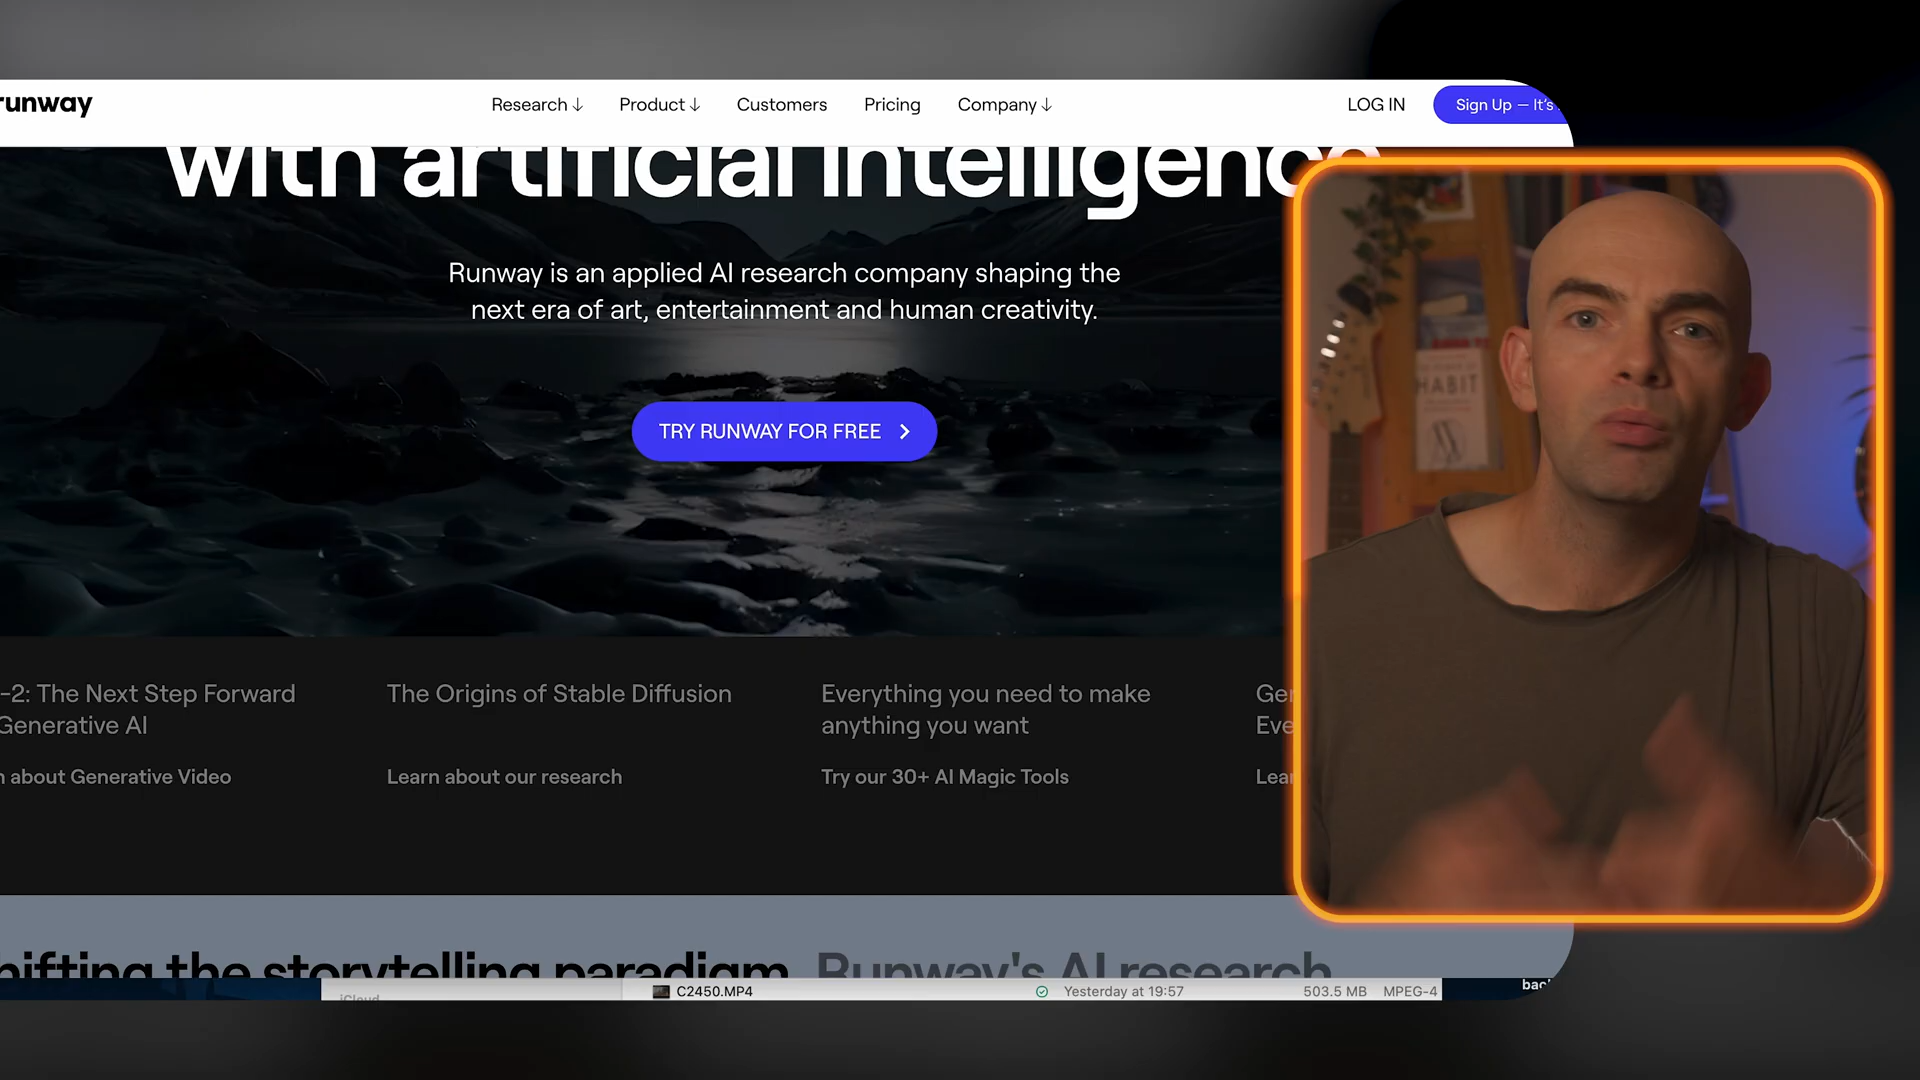 runway
Research ↓ Product ↓ Customers Pricing Company ↓ LOG IN Sign Up — It's
with artificial intelligence
Runway is an applied AI research company shaping the
next era of art, entertainment and human creativity.
TRY RUNWAY FOR FREE >
HABIT
-2: The Next Step Forward
Generative AI
about Generative Video
The Origins of Stable Diffusion
Learn about our research
Everything you need to make
anything you want
Try our 30+ AI Magic Tools
Ge
Eve
Lea
hifting the storytelling paradigm. Runway's AI research
iCloud
C2450.MP4 Yesterday at 19:57 503.5 MB MPEG-4
bac